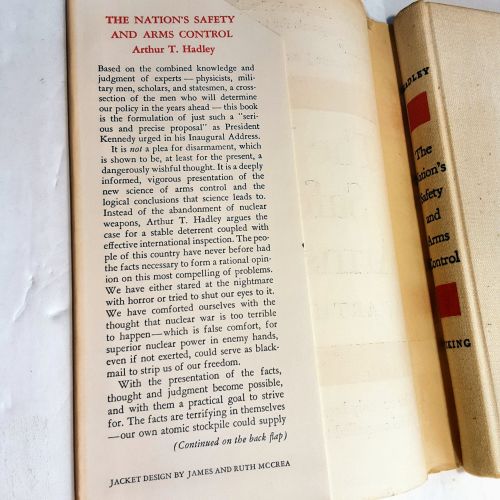 THE NATION'S SAFETY
AND ARMS CONTROL
Arthur T. Hadley
Based on the combined knowledge and
judgment of experts — physicists, mili-
tary men, scholars, and statesmen, a cross-
section of the men who will determine
our policy in the years ahead — this book
is the formulation of just such a "seri-
ous and precise proposal" as President
Kennedy urged in his Inaugural Address.
It is not a plea for disarmament, which
is shown to be, at least for the present, a
dangerously wishful thought. It is a deeply
informed, vigorous presentation of the
new science of arms control and the
logical conclusions that science leads to.
Instead of the abandonment of nuclear
weapons, Arthur T. Hadley argues the
case for a stable deterrent coupled with
effective international inspection. The peo-
ple of this country have never before had
the facts necessary to form a rational opin-
ion on this most compelling of problems.
We have either stared at the nightmare
with horror or tried to shut our eyes to it.
We have comforted ourselves with the
thought that nuclear war is too terrible
to happen — which is false comfort, for
superior nuclear power in enemy hands,
even if not exerted, could serve as black-
mail to strip us of our freedom.
With the presentation of the facts,
thought and judgment become possible,
and with them a practical goal to strive
for. The facts are terrifying in themselves
— our own atomic stockpile could supply
(Continued on the back flap)
JACKET DESIGN BY JAMES AND RUTH MCCREA
HADLEY
The
Nation's
Safety
and
Arms
Control
VIKING